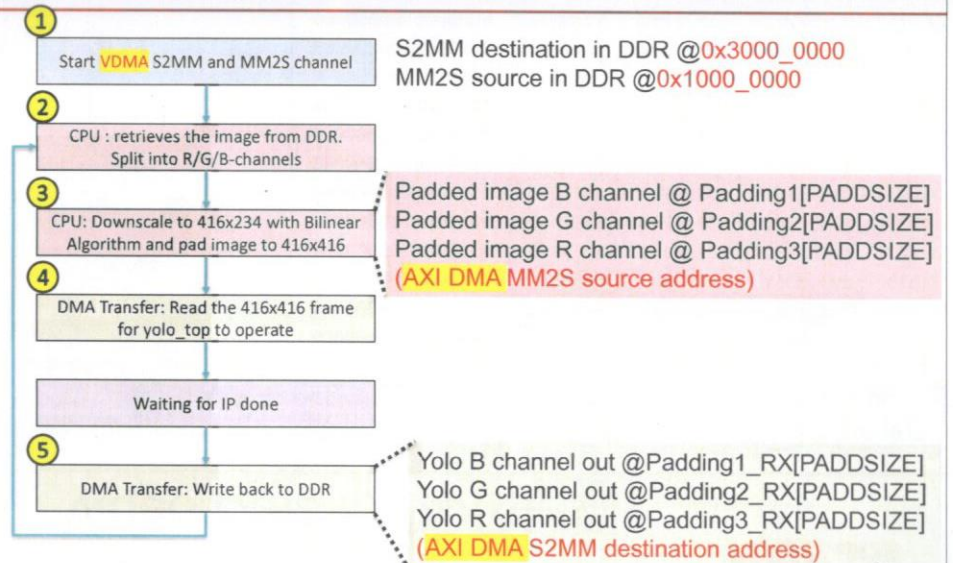 1
Start VDMA S2MM and MM2S channel
S2MM destination in DDR @0x3000_0000
MM2S source in DDR @0x1000_0000
2
CPU : retrieves the image from DDR.
Split into R/G/B-channels
3
CPU: Downscale to 416x234 with Bilinear
Algorithm and pad image to 416x416
Padded image B channel @ Padding1[PADDSIZE]
Padded image G channel @ Padding2[PADDSIZE]
Padded image R channel @ Padding3[PADDSIZE]
(AXI DMA MM2S source address)
4
DMA Transfer: Read the 416x416 frame
for yolo_top to operate
Waiting for IP done
5
DMA Transfer: Write back to DDR
Yolo B channel out @Padding1_RX[PADDSIZE]
Yolo G channel out @Padding2_RX[PADDSIZE]
Yolo R channel out @Padding3_RX[PADDSIZE]
(AXI DMA S2MM destination address)